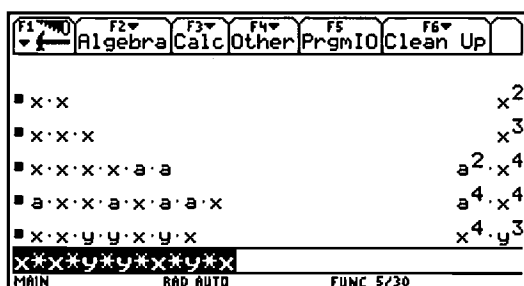 F1▼ F2▼ Algebra F3▼ Calc F4▼ Other F5 PrgmIO F6▼ Clean Up
▪ x·x x²
▪ x·x·x x³
▪ x·x·x·x·a·a a²·x⁴
▪ a·x·x·a·x·a·a·x a⁴·x⁴
▪ x·x·y·y·x·y·x x⁴·y³
x*x*y*y*x*y*x
MAIN RAD AUTO FUNC 5/30